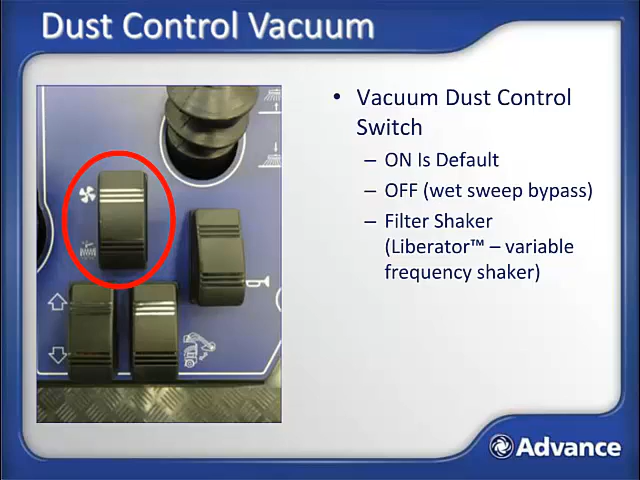 Dust Control Vacuum
• Vacuum Dust Control
Switch
– ON Is Default
– OFF (wet sweep bypass)
– Filter Shaker
(Liberator™ – variable
frequency shaker)
Advance